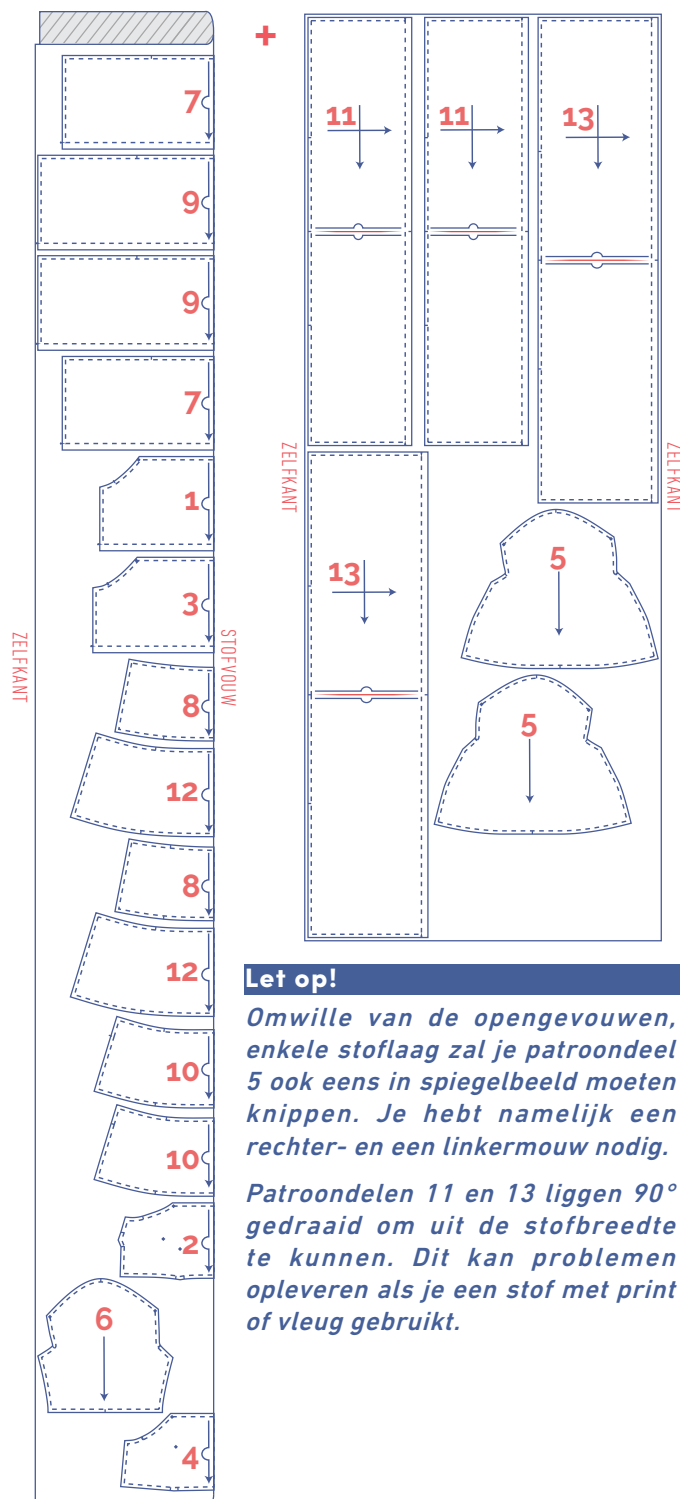 7
9
9
7
1
3
8
12
8
12
10
10
2
6
4
ZELFKANT
STOFVOUW
+
11
11
13
13
5
5
ZELFKANT
ZELFKANT
Let op!
Omwille van de opengevouwen,
enkele stoflaag zal je patroondeel
5 ook eens in spiegelbeeld moeten
knippen. Je hebt namelijk een
rechter- en een linkermouw nodig.
Patroondelen 11 en 13 liggen 90°
gedraaid om uit de stofbreedte
te kunnen. Dit kan problemen
opleveren als je een stof met print
of vleug gebruikt.